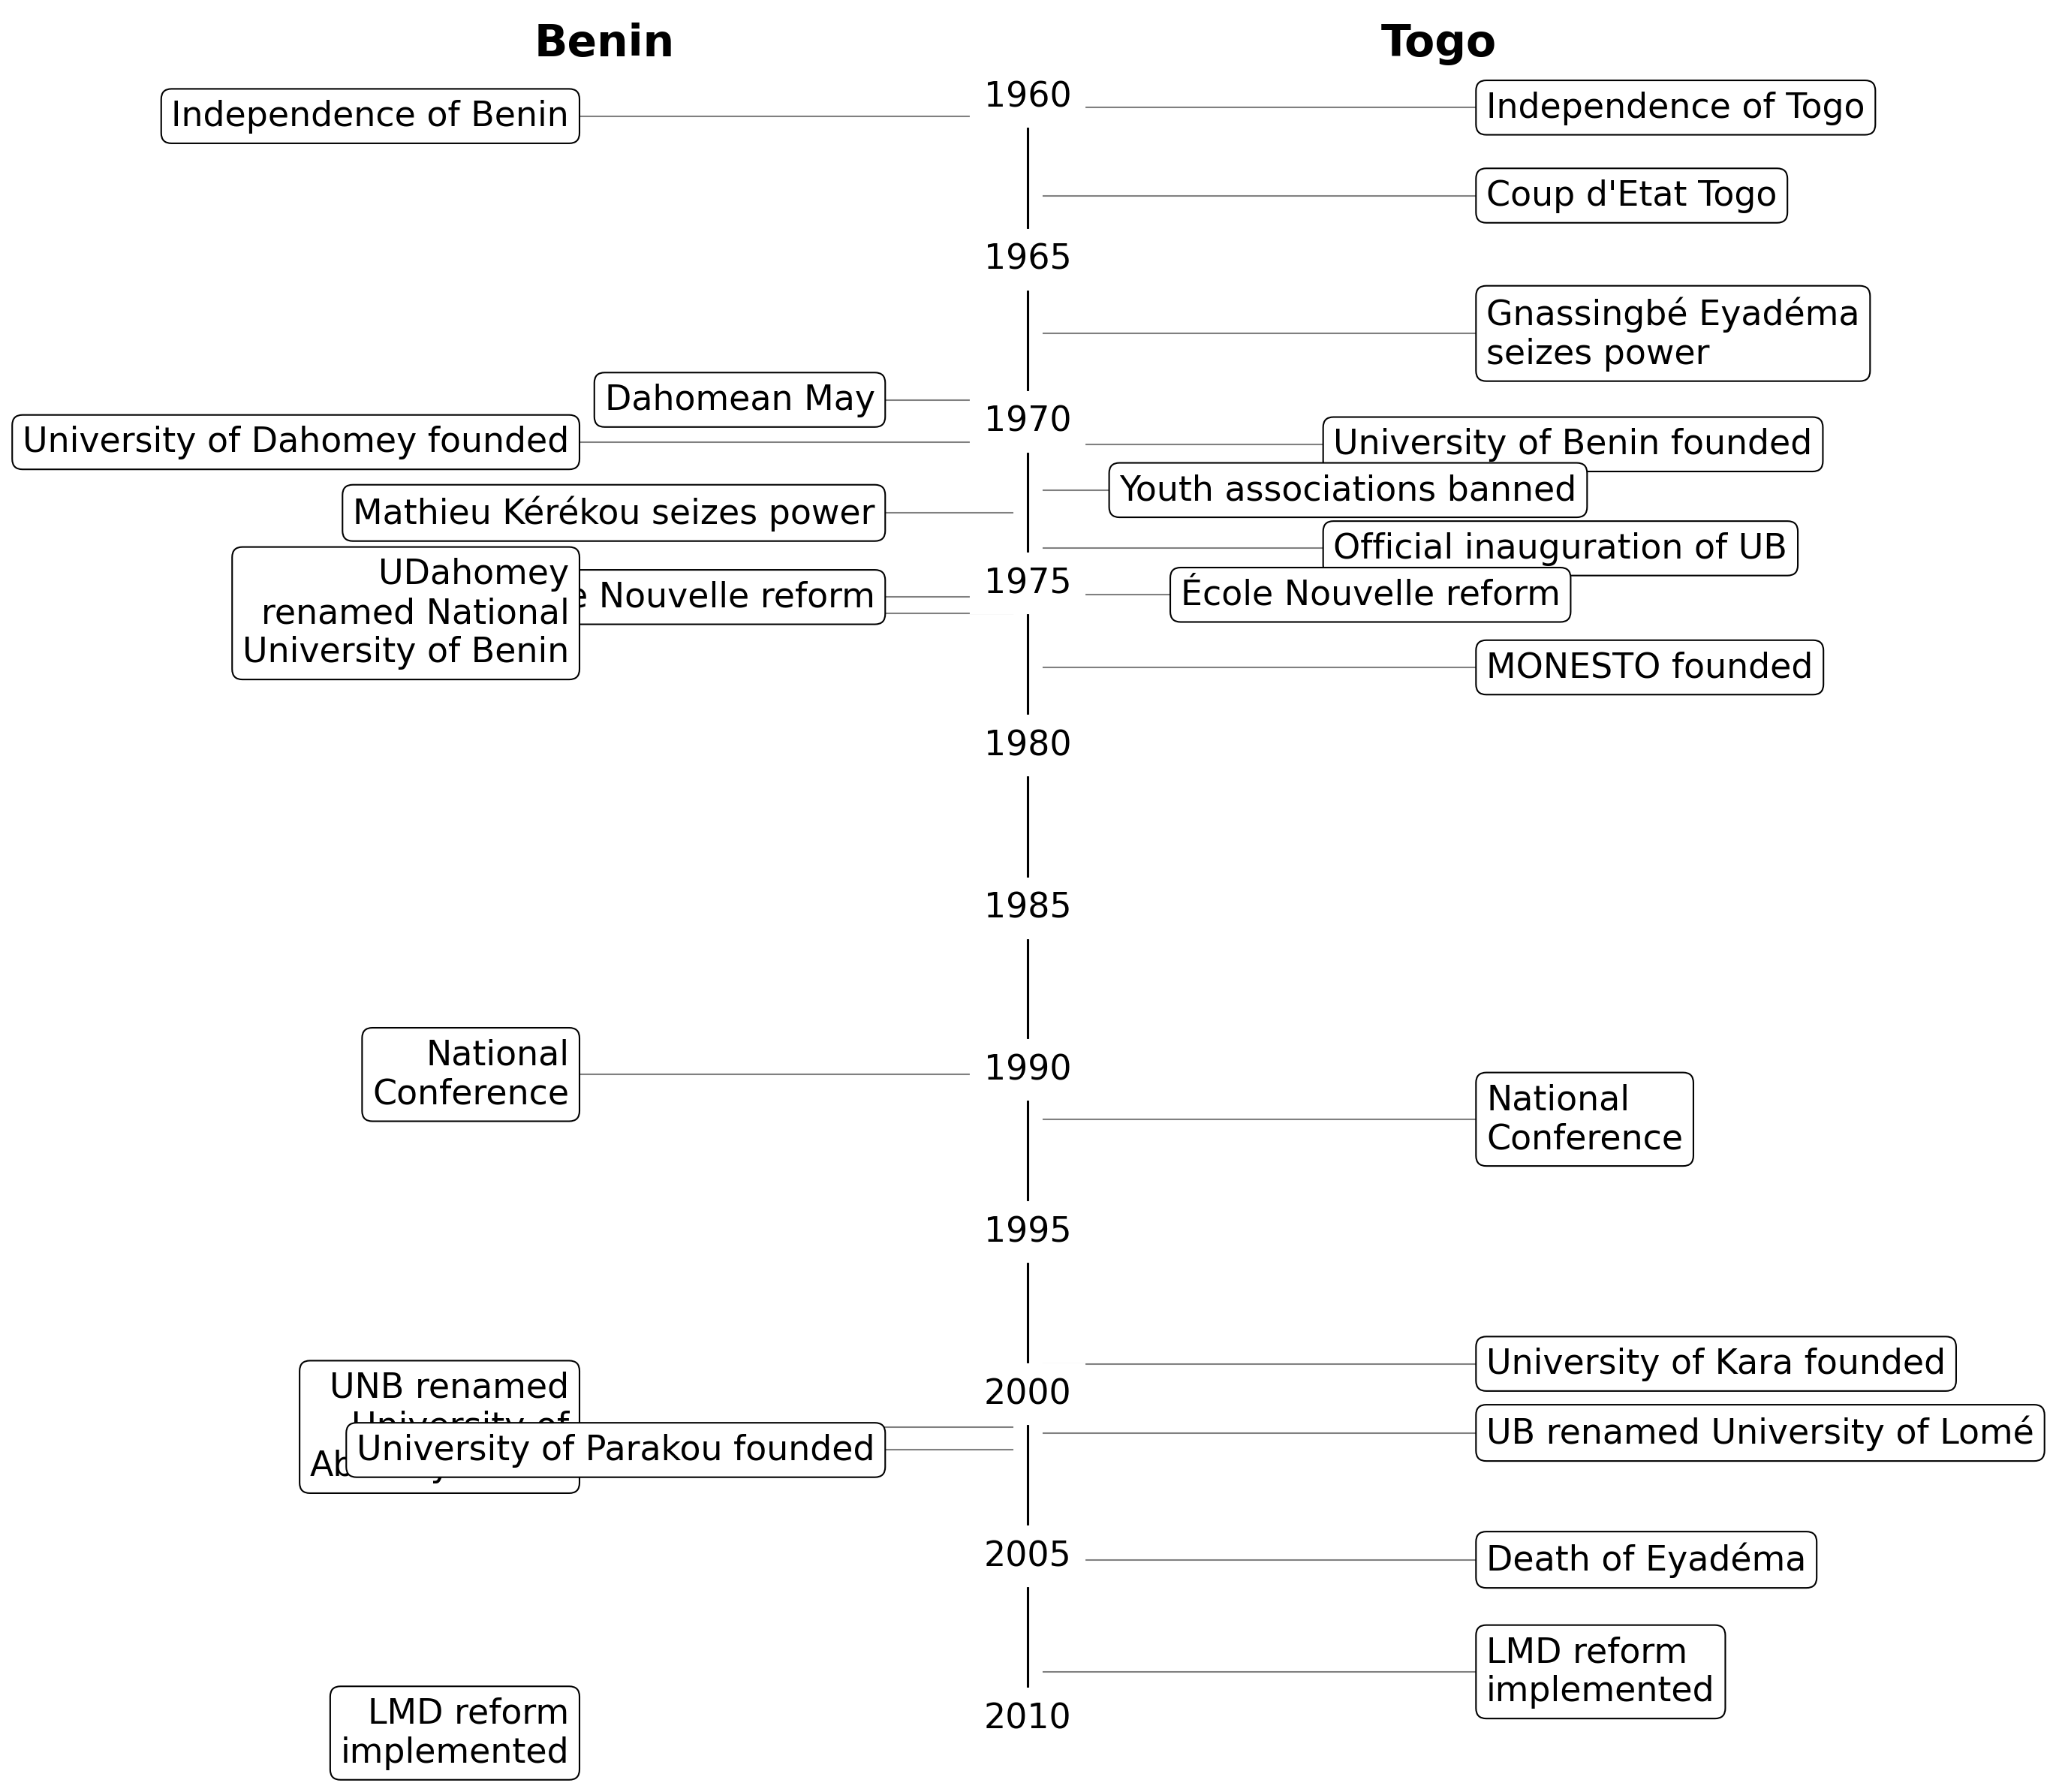 Benin
Togo
1960
Independence of Togo
Independence of Benin
Coup d'Etat Togo
1965
Gnassingbé Eyadéma
seizes power
Dahomean May
1970
University of Dahomey founded
University of Benin founded
Youth associations banned
Mathieu Kérékou seizes power
Official inauguration of UB
1975
UDahomey
renamed National
University of Benin
Nouvelle reform
École Nouvelle reform
MONESTO founded
1980
1985
1990
National
Conference
National
Conference
1995
University of Kara founded
2000
UNB renamed
University of
University of Parakou founded
UB renamed University of Lomé
2005
Death of Eyadéma
LMD reform
implemented
2010
LMD reform
implemented